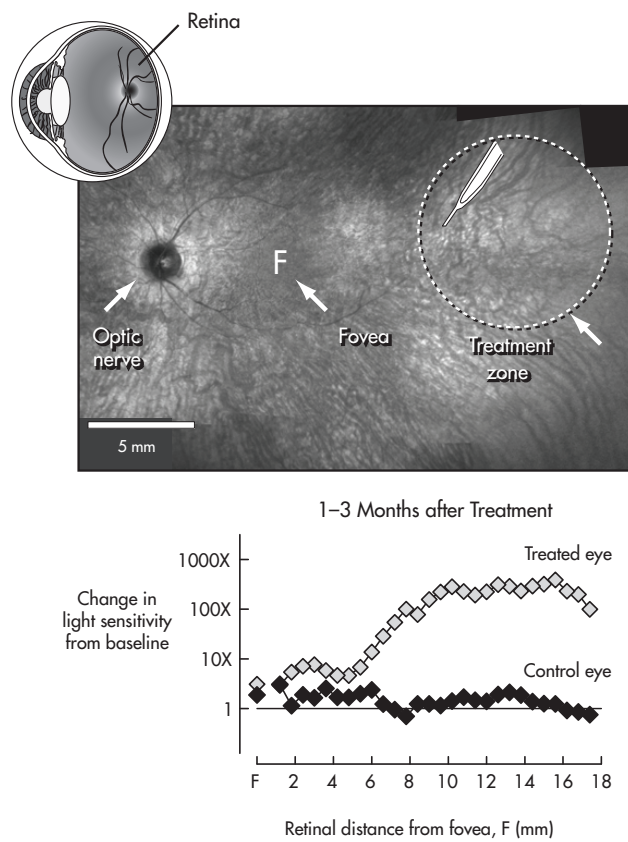 Retina
F
Optic
nerve
Fovea
Treatment
zone
5 mm
1–3 Months after Treatment
1000X
100X
10X
1
Change in
light sensitivity
from baseline
Treated eye
Control eye
F 2 4 6 8 10 12 14 16 18
Retinal distance from fovea, F (mm)